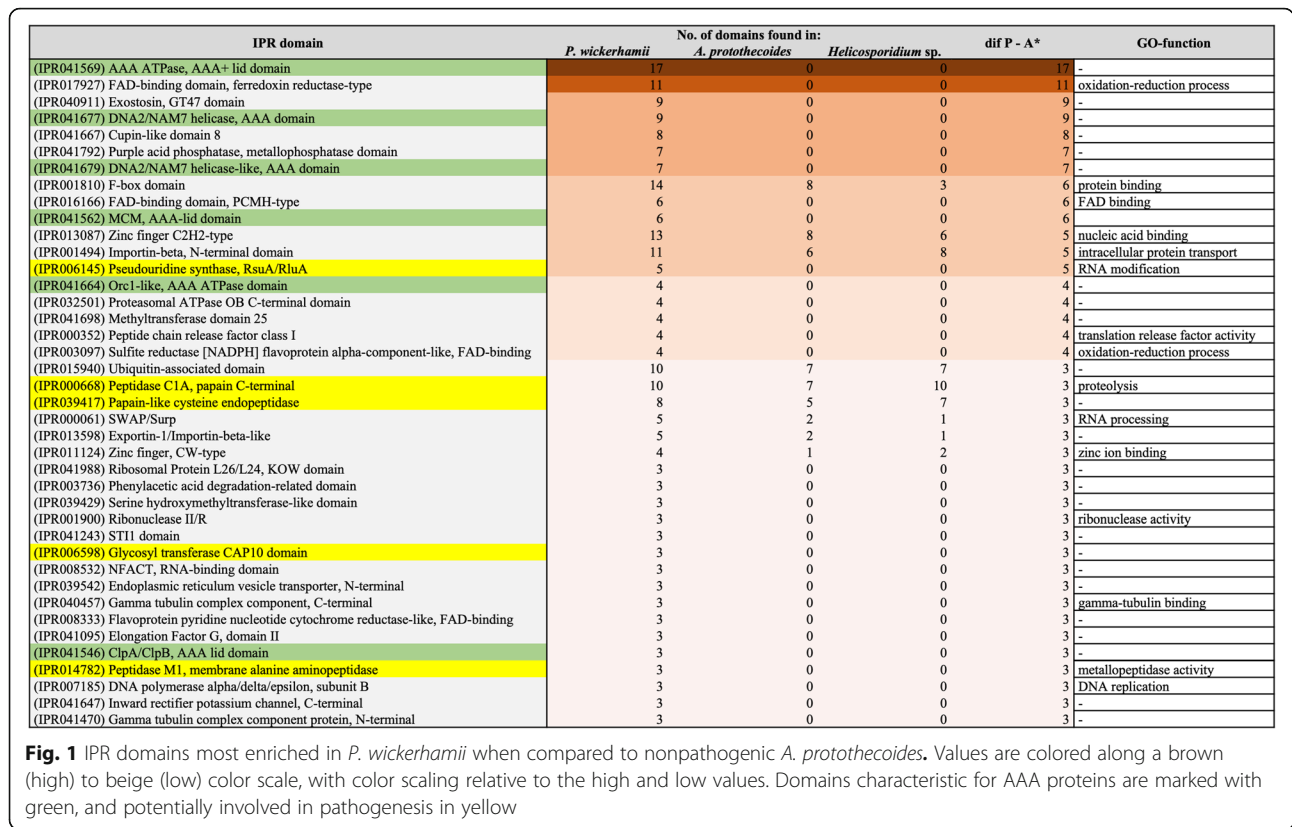 IPR domain No. of domains found in: dif P - A* GO-function
P. wickerhamii A. protothecoides Helicosporidium sp.
(IPR041569) AAA ATPase, AAA+ lid domain 17 0 0 17 -
(IPR017927) FAD-binding domain, ferredoxin reductase-type 11 0 0 11 oxidation-reduction process
(IPR040911) Exostosin, GT47 domain 9 0 0 9 -
(IPR041677) DNA2/NAM7 helicase, AAA domain 9 0 0 9 -
(IPR041667) Cupin-like domain 8 8 0 0 8 -
(IPR041792) Purple acid phosphatase, metallophosphatase domain 7 0 0 7 -
(IPR041679) DNA2/NAM7 helicase-like, AAA domain 7 0 0 7 -
(IPR001810) F-box domain 14 8 3 6 protein binding
(IPR016166) FAD-binding domain, PCMH-type 6 0 0 6 FAD binding
(IPR041562) MCM, AAA-lid domain 6 0 0 6
(IPR013087) Zinc finger C2H2-type 13 8 6 5 nucleic acid binding
(IPR001494) Importin-beta, N-terminal domain 11 6 8 5 intracellular protein transport
(IPR006145) Pseudouridine synthase, RsuA/RluA 5 0 0 5 RNA modification
(IPR041664) Orc1-like, AAA ATPase domain 4 0 0 4 -
(IPR032501) Proteasomal ATPase OB C-terminal domain 4 0 0 4 -
(IPR041698) Methyltransferase domain 25 4 0 0 4 -
(IPR000352) Peptide chain release factor class I 4 0 0 4 translation release factor activity
(IPR003097) Sulfite reductase [NADPH] flavoprotein alpha-component-like, FAD-binding 4 0 0 4 oxidation-reduction process
(IPR015940) Ubiquitin-associated domain 10 7 7 3 -
(IPR000668) Peptidase C1A, papain C-terminal 10 7 10 3 proteolysis
(IPR039417) Papain-like cysteine endopeptidase 8 5 7 3 -
(IPR000061) SWAP/Surp 5 2 1 3 RNA processing
(IPR013598) Exportin-1/Importin-beta-like 5 2 1 3 -
(IPR011124) Zinc finger, CW-type 4 1 2 3 zinc ion binding
(IPR041988) Ribosomal Protein L26/L24, KOW domain 3 0 0 3 -
(IPR003736) Phenylacetic acid degradation-related domain 3 0 0 3 -
(IPR039429) Serine hydroxymethyltransferase-like domain 3 0 0 3 -
(IPR001900) Ribonuclease II/R 3 0 0 3 ribonuclease activity
(IPR041243) STI1 domain 3 0 0 3 -
(IPR006598) Glycosyl transferase CAP10 domain 3 0 0 3 -
(IPR008532) NFACT, RNA-binding domain 3 0 0 3 -
(IPR039542) Endoplasmic reticulum vesicle transporter, N-terminal 3 0 0 3 -
(IPR040457) Gamma tubulin complex component, C-terminal 3 0 0 3 gamma-tubulin binding
(IPR008333) Flavoprotein pyridine nucleotide cytochrome reductase-like, FAD-binding 3 0 0 3 -
(IPR041095) Elongation Factor G, domain II 3 0 0 3 -
(IPR041546) ClpA/ClpB, AAA lid domain 3 0 0 3 -
(IPR014782) Peptidase M1, membrane alanine aminopeptidase 3 0 0 3 metallopeptidase activity
(IPR007185) DNA polymerase alpha/delta/epsilon, subunit B 3 0 0 3 DNA replication
(IPR041647) Inward rectifier potassium channel, C-terminal 3 0 0 3 -
(IPR041470) Gamma tubulin complex component protein, N-terminal 3 0 0 3 -
Fig. 1 IPR domains most enriched in P. wickerhamii when compared to nonpathogenic A. protothecoides. Values are colored along a brown
(high) to beige (low) color scale, with color scaling relative to the high and low values. Domains characteristic for AAA proteins are marked with
green, and potentially involved in pathogenesis in yellow